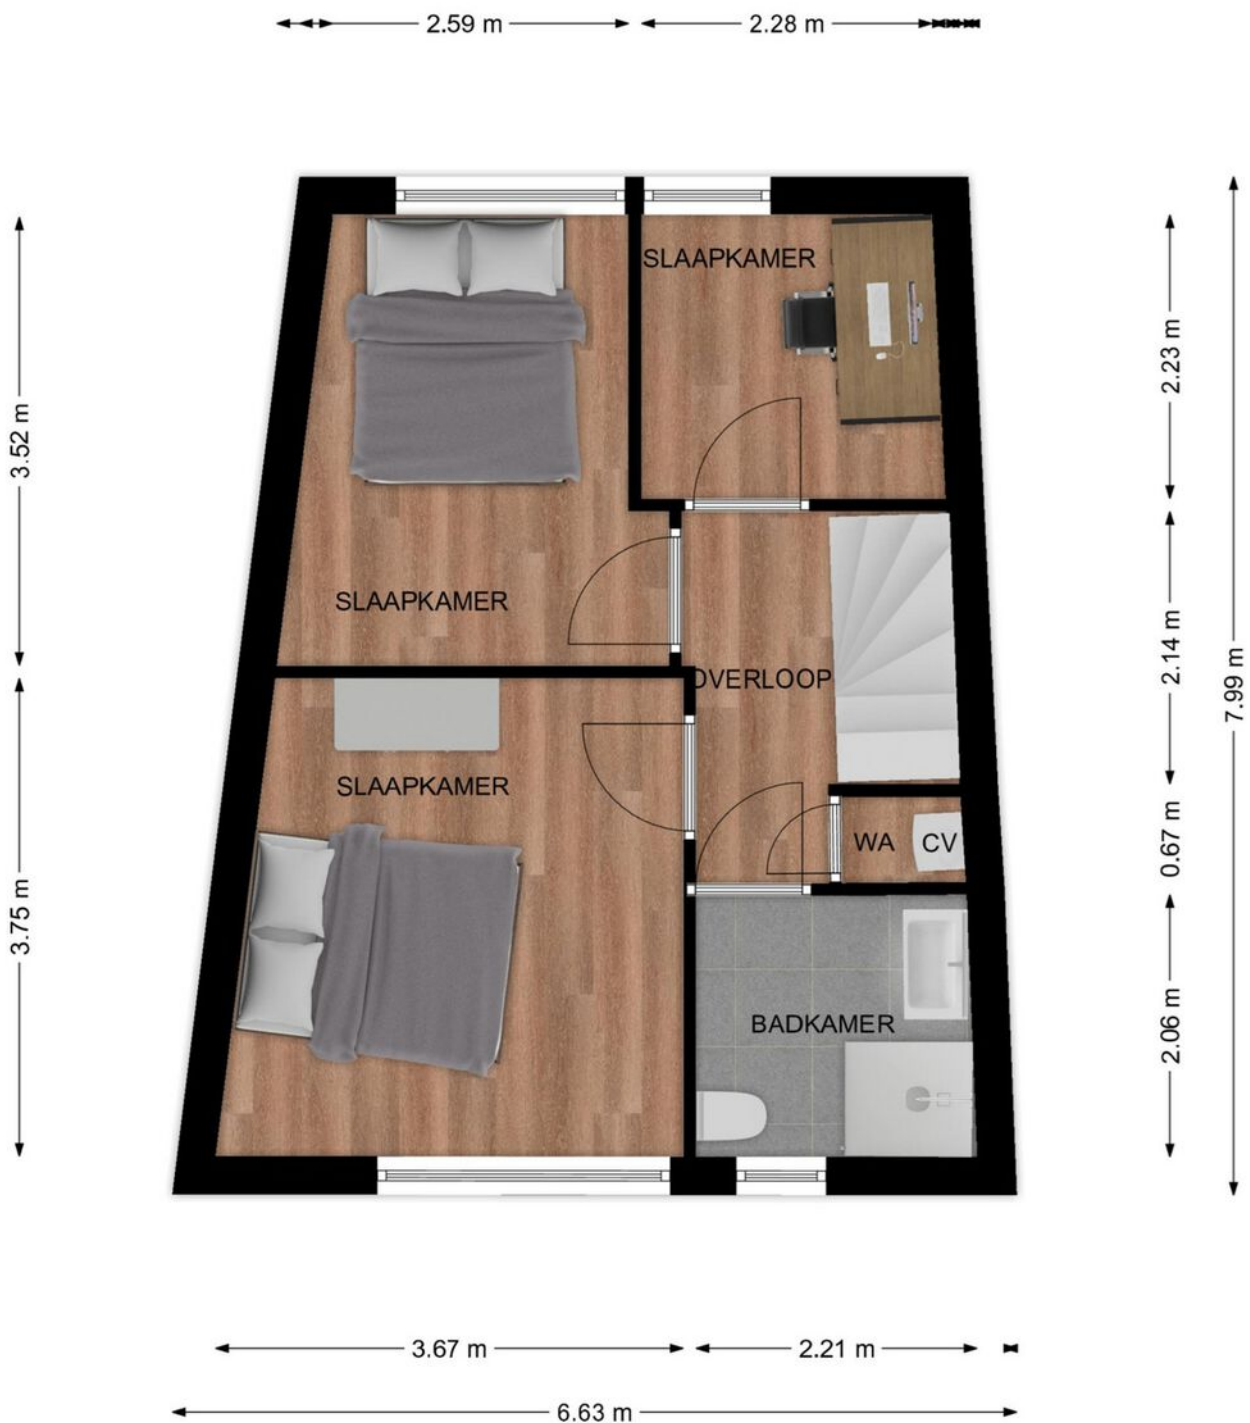 2.59 m
2.28 m
SLAAPKAMER
2.23 m
3.52 m
SLAAPKAMER
2.14 m
OVERLOOP
7.99 m
SLAAPKAMER
0.67 m
WA
CV
3.75 m
BADKAMER
2.06 m
3.67 m
2.21 m
6.63 m